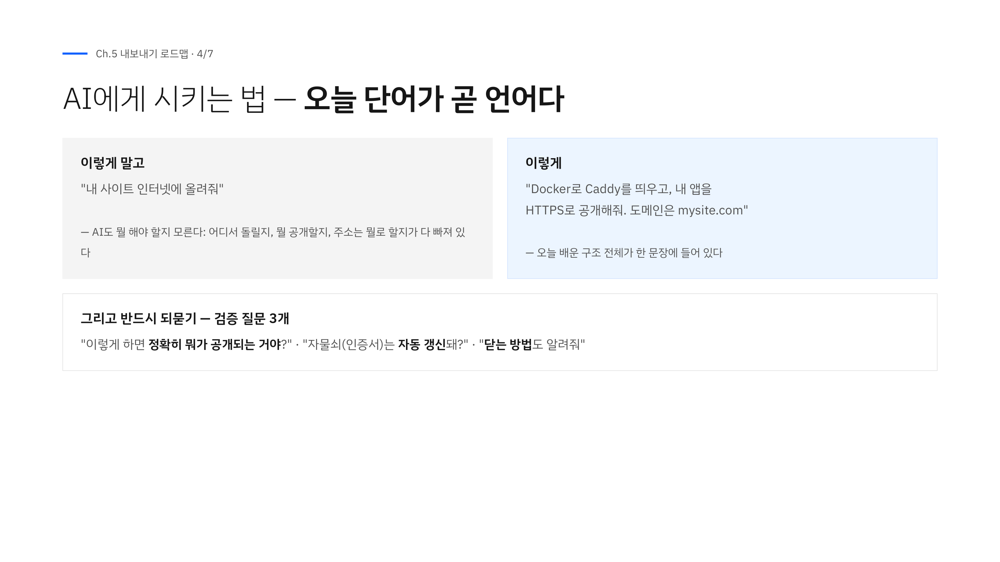 Ch.5 내보내기 로드맵 · 4/7
AI에게 시키는 법 — 오늘 단어가 곧 언어다
이렇게 말고
"내 사이트 인터넷에 올려줘"
— AI도 뭘 해야 할지 모른다: 어디서 돌릴지, 뭘 공개할지, 주소는 뭘로 할지가 다 빠져 있
다
이렇게
"Docker로 Caddy를 띄우고, 내 앱을
HTTPS로 공개해줘. 도메인은 mysite.com"
— 오늘 배운 구조 전체가 한 문장에 들어 있다
그리고 반드시 되묻기 — 검증 질문 3개
"이렇게 하면 정확히 뭐가 공개되는 거야?" · "자물쇠(인증서)는 자동 갱신돼?" · "닫는 방법도 알려줘"